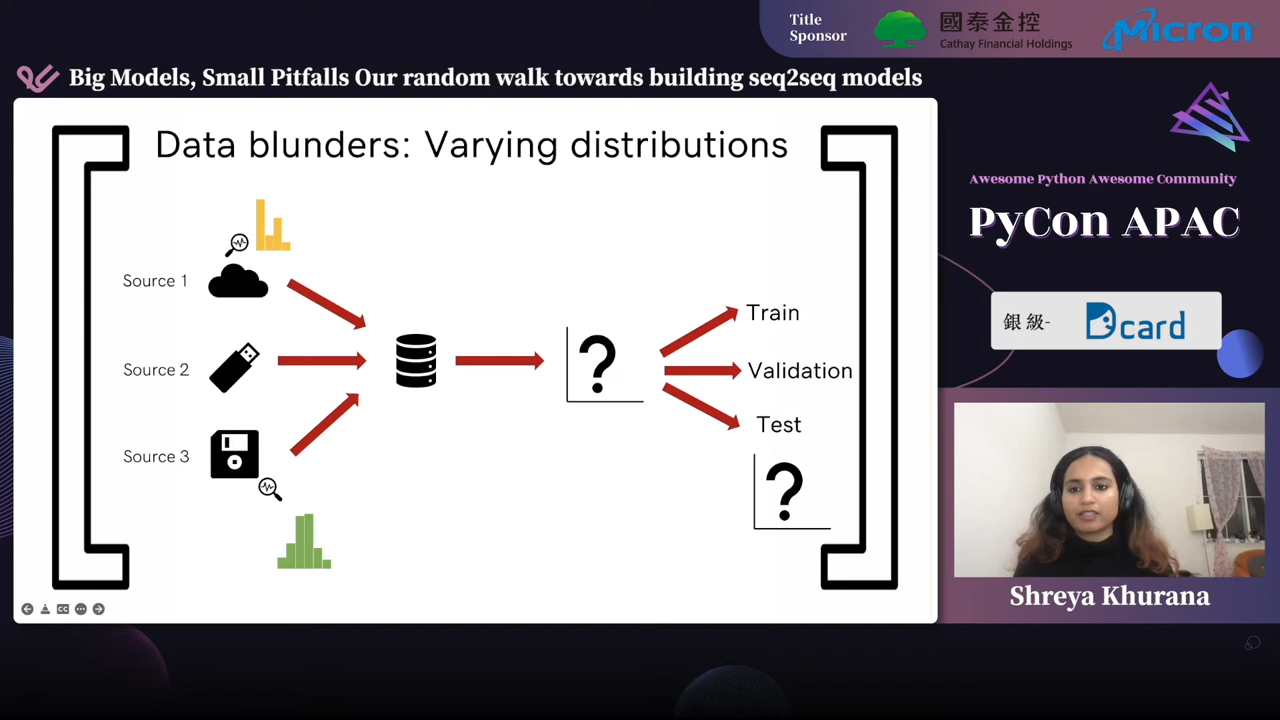 Title
Sponsor
國泰金控
Cathay Financial Holdings
Micron
Big Models, Small Pitfalls Our random walk towards building seq2seq models
Data blunders: Varying distributions
Source 1
Source 2
Source 3
?
Train
Validation
Test
?
CC
Awesome Python Awesome Community
PyCon APAC
銀級-
Dcard
Shreya Khurana